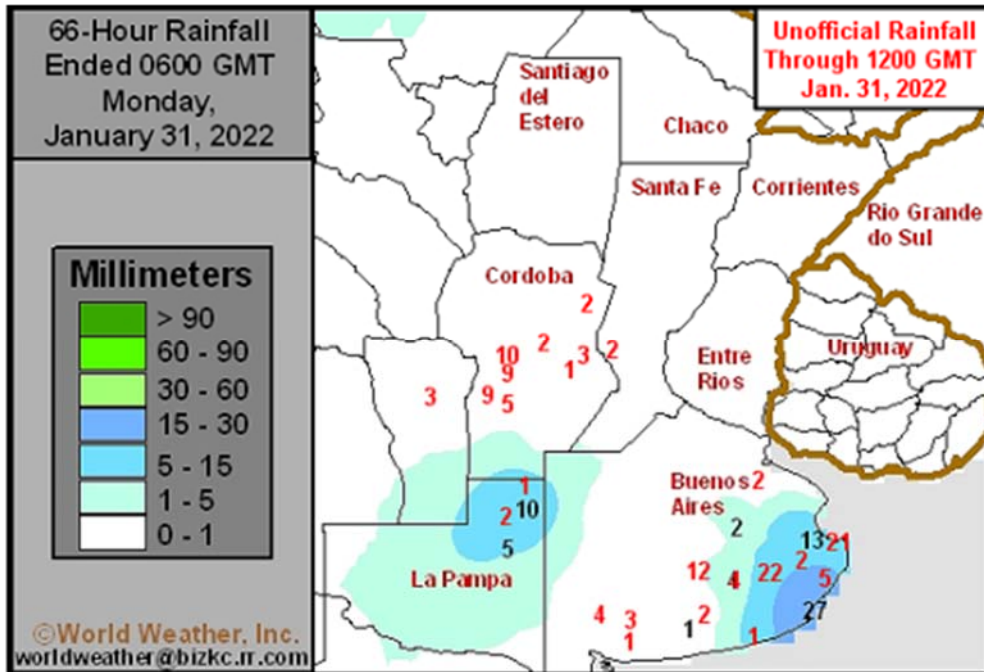 66-Hour Rainfall
Ended 0600 GMT
Monday,
January 31, 2022
Unofficial Rainfall
Through 1200 GMT
Jan. 31, 2022
Millimeters
> 90
60 - 90
30 - 60
15 - 30
5 - 15
1 - 5
0 - 1
©World Weather, Inc.
worldweather@bizkc.rr.com
Santiago
del
Estero
Chaco
Santa Fe
Corrientes
Rio Grande
do Sul
Cordoba
2
2
10
3
2
9
1
3
9
5
Entre
Rios
Uruguay
Buenos
Aires
2
1
10
2
5
La Pampa
2
13
21
2
12
4
22
5
27
4
3
2
1
1
1